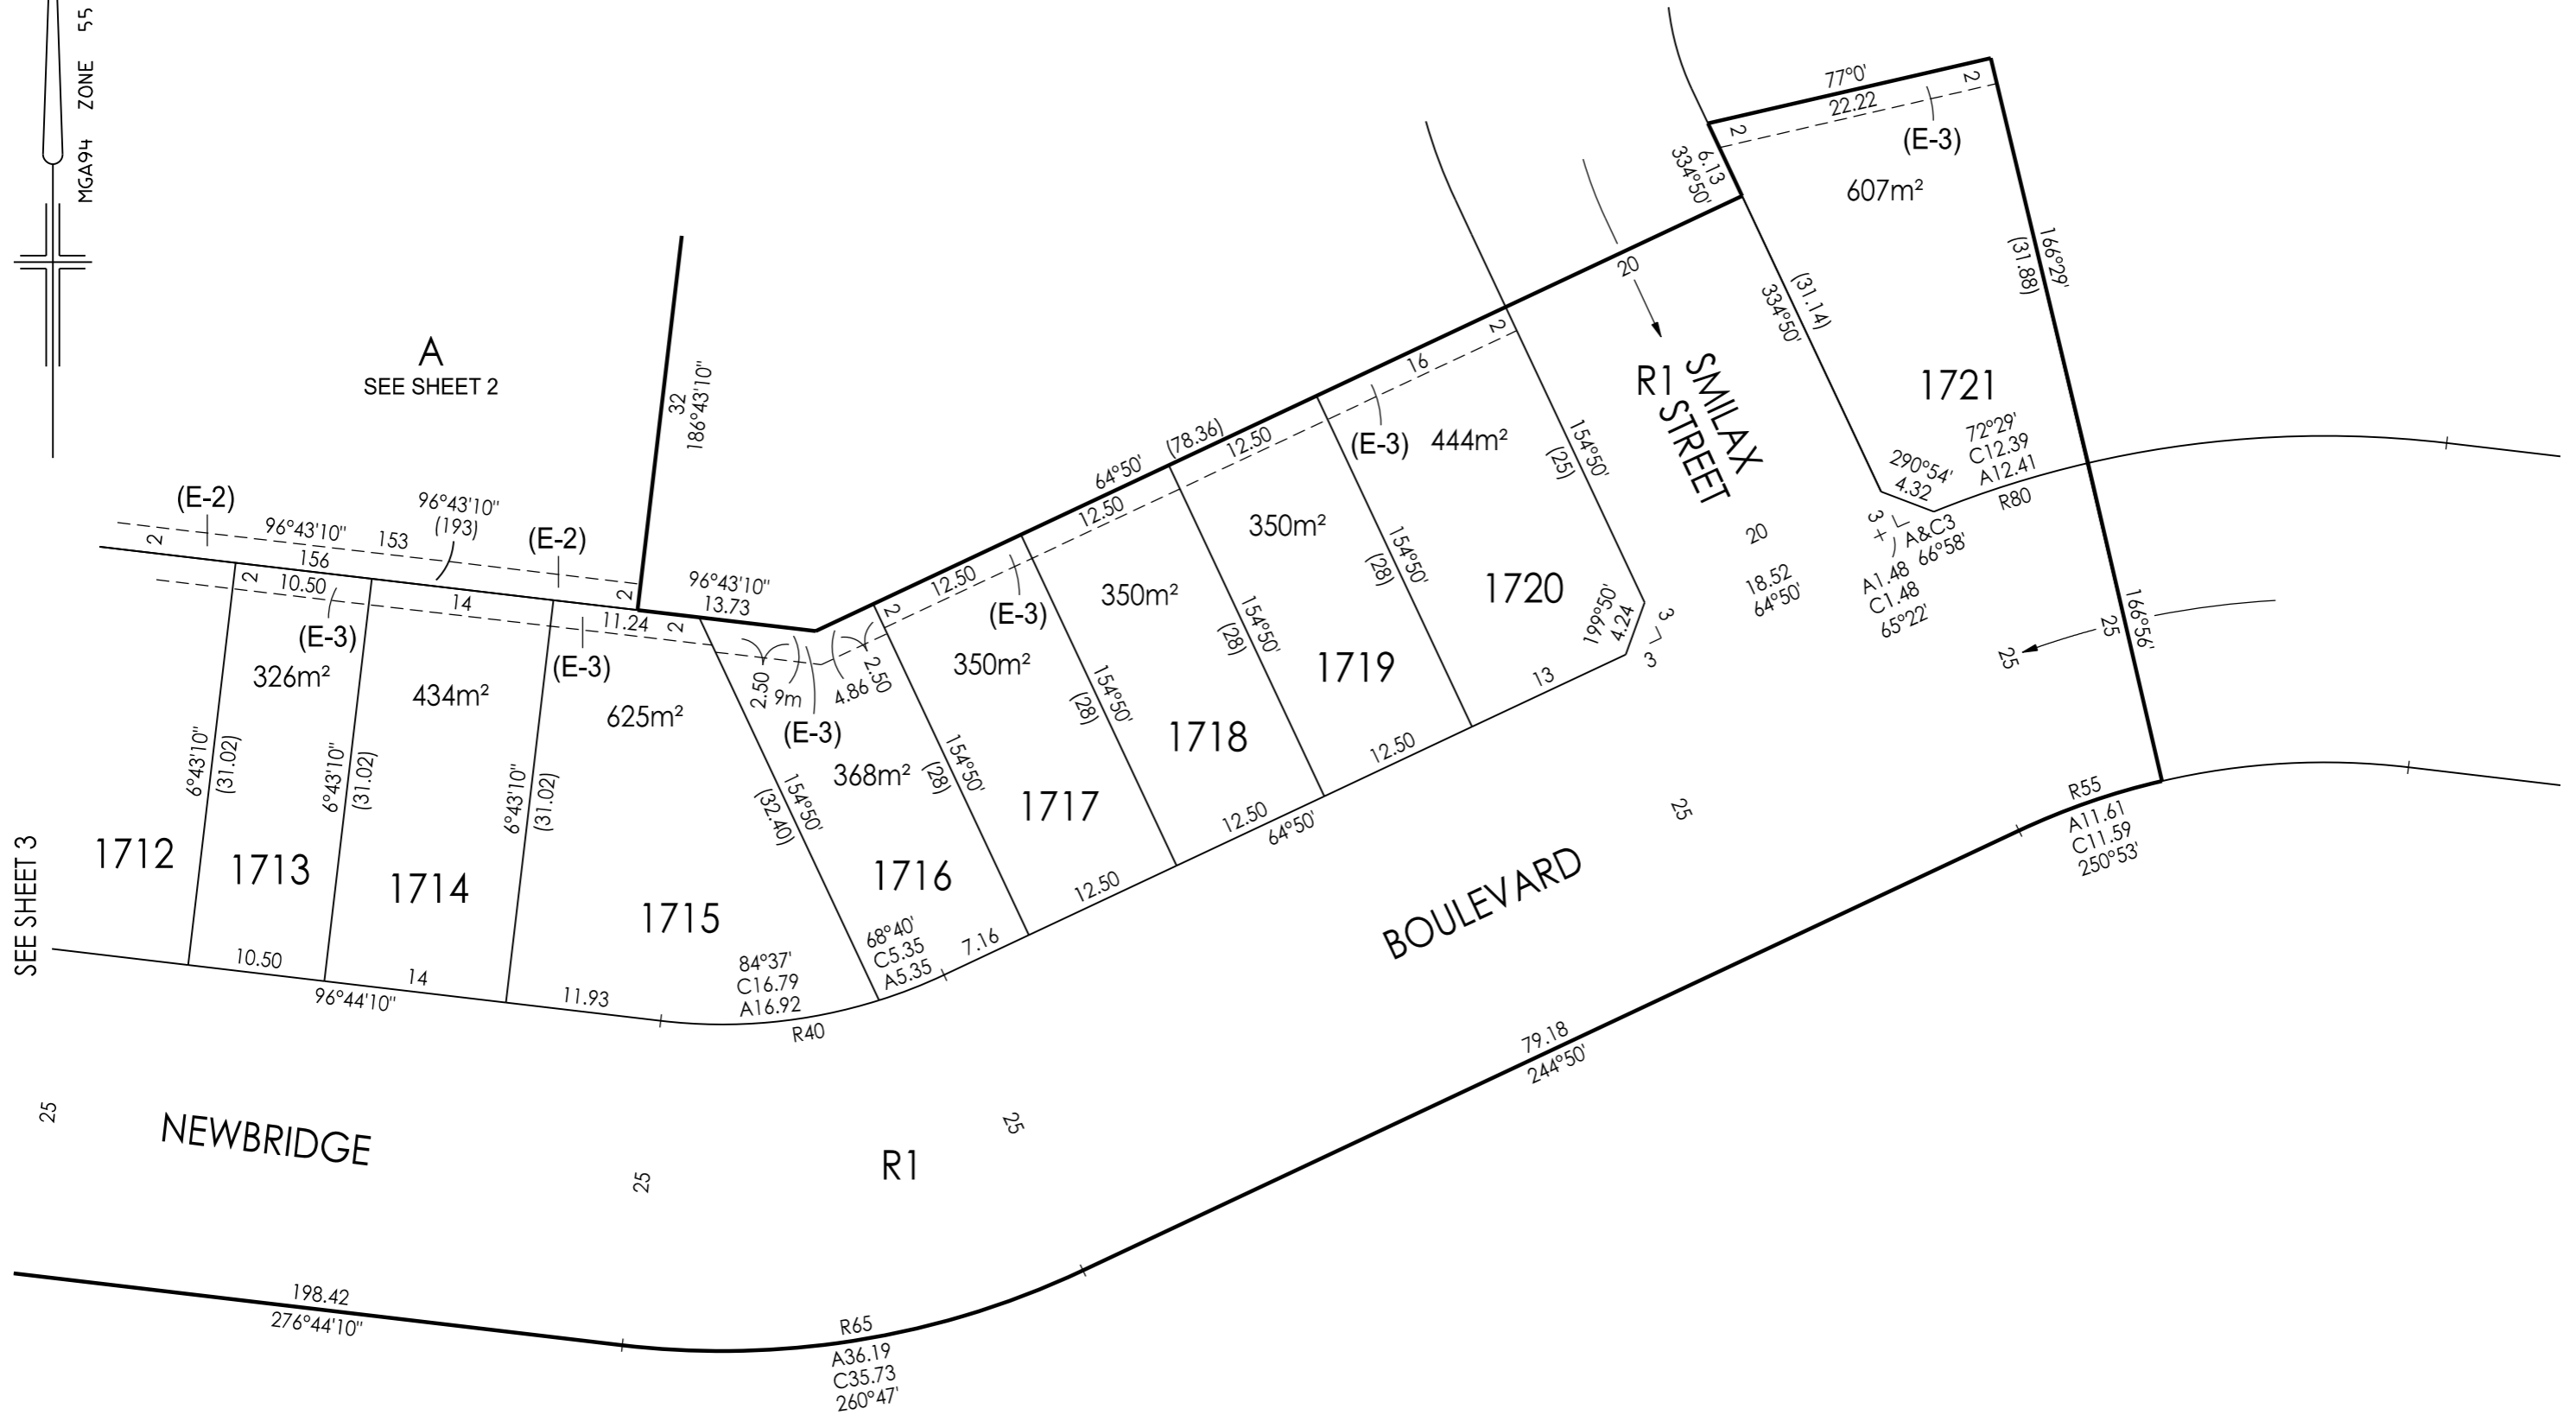 MGA94 ZONE 55
77°0'
22.22
2
2
(E-3)
6.13
334°50'
607m²
166°29'
(31.88)
20
(31.14)
334°50'
A
SEE SHEET 2
32
186°43'10"
2
16
R1
SMILAX
STREET
1721
72°29'
C12.39
A12.41
R80
290°54'
4.32
(78.36)
64°50'
12.50
(E-3)
444m²
154°50'
(25)
(E-2)
96°43'10"
153
96°43'10"
(193)
(E-2)
2
156
12.50
350m²
3
A&C3
66°58'
20
18.52
64°50'
A1.48
C1.48
65°22'
2
10.50
(E-3)
14
11.24
2
2
(E-3)
96°43'10"
13.73
2
12.50
(E-3)
350m²
154°50'
(28)
1720
199°50'
4.24
3
3
166°56'
25
25
326m²
434m²
625m²
2.50
9m
4.86
2.50
(E-3)
350m²
154°50'
(28)
1719
13
6°43'10"
(31.02)
6°43'10"
(31.02)
6°43'10"
(31.02)
154°50'
(32.40)
368m²
154°50'
(28)
154°50'
(28)
1718
12.50
1717
12.50
64°50'
25
R55
A11.61
C11.59
250°53'
SEE SHEET 3
1712
1713
1714
1715
1716
12.50
68°40'
C5.35
A5.35
7.16
84°37'
C16.79
A16.92
R40
10.50
14
11.93
96°44'10"
BOULEVARD
79.18
244°50'
25
NEWBRIDGE
25
R1
25
198.42
276°44'10"
R65
A36.19
C35.73
260°47'